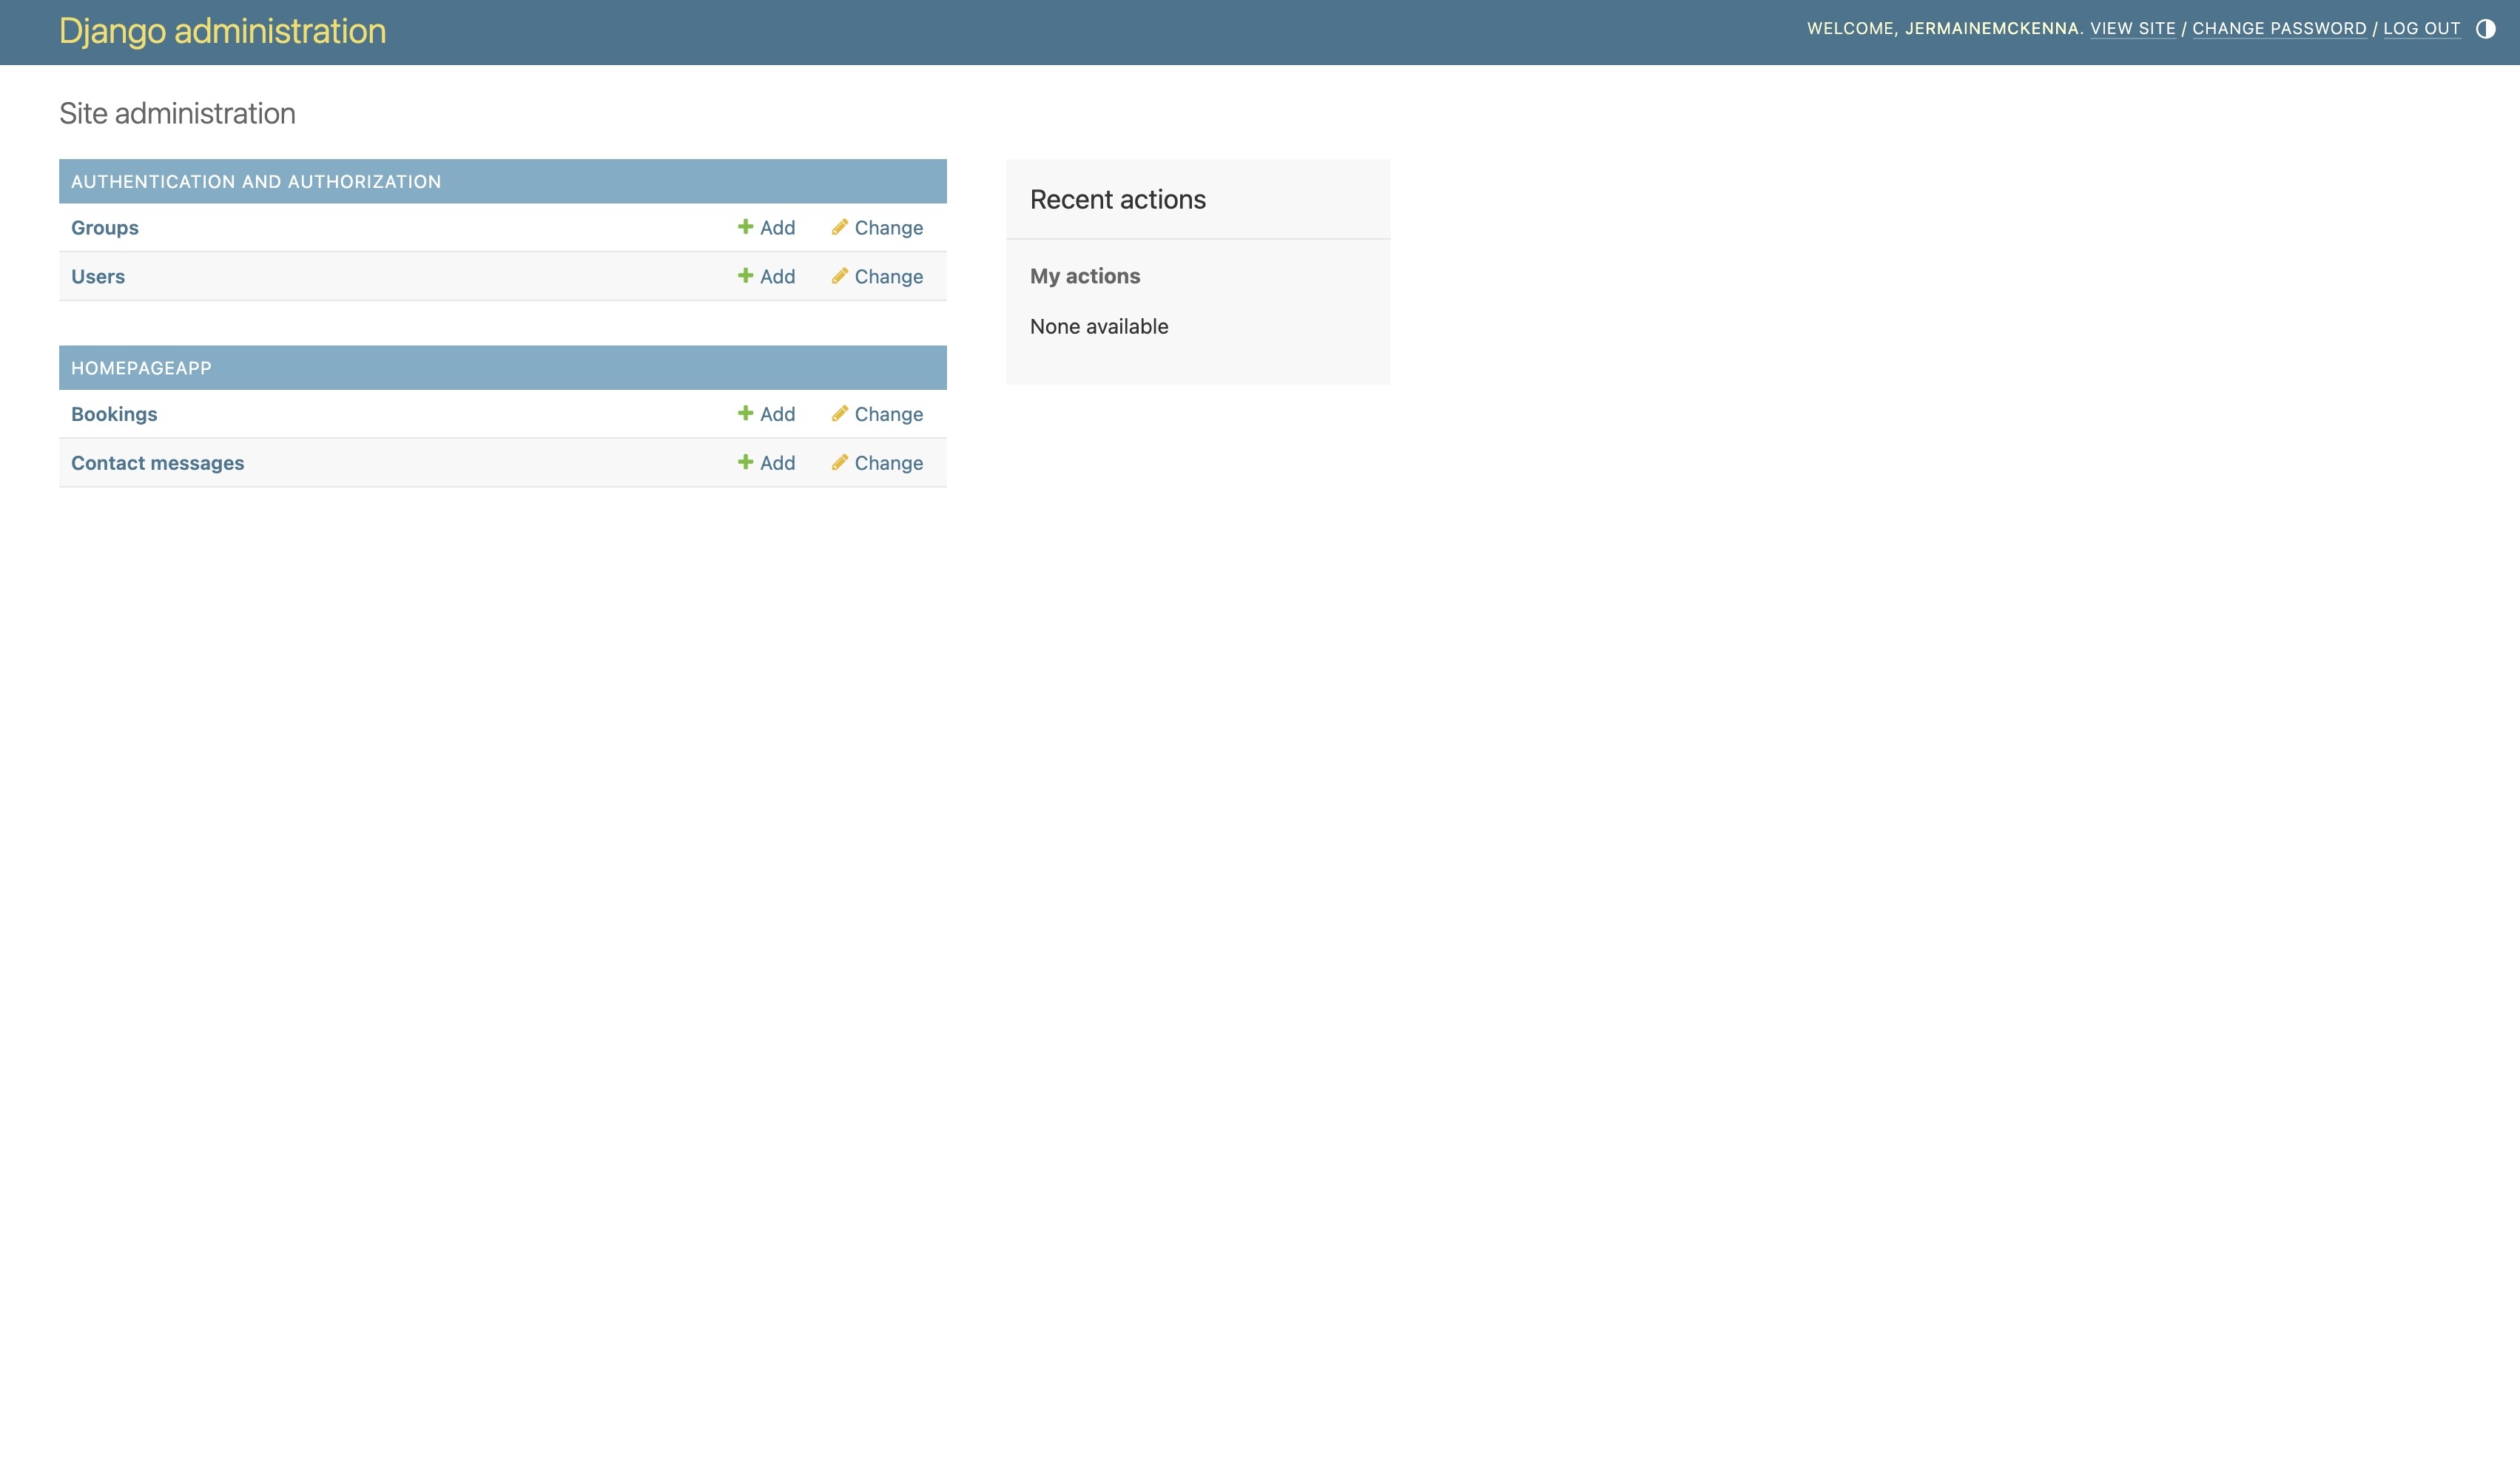 Django administration
WELCOME, JERMAINEMCKENNA. VIEW SITE / CHANGE PASSWORD / LOG OUT
Site administration
AUTHENTICATION AND AUTHORIZATION
Groups Add Change
Users Add Change
HOMEPAGEAPP
Bookings Add Change
Contact messages Add Change
Recent actions
My actions
None available